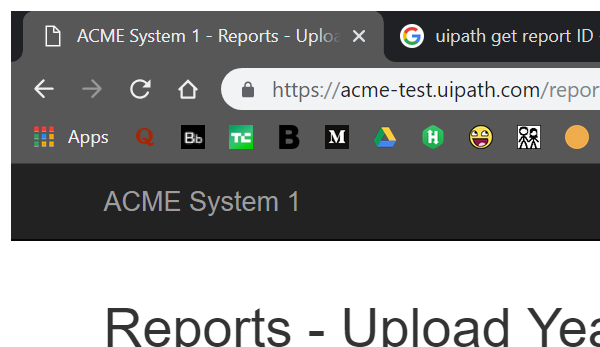 ACME System 1 - Reports - Uploa
uipath get report ID
https://acme-test.uipath.com/repor
Apps
Q
Bb
TC
B
M
ACME System 1
Reports - Upload Yea